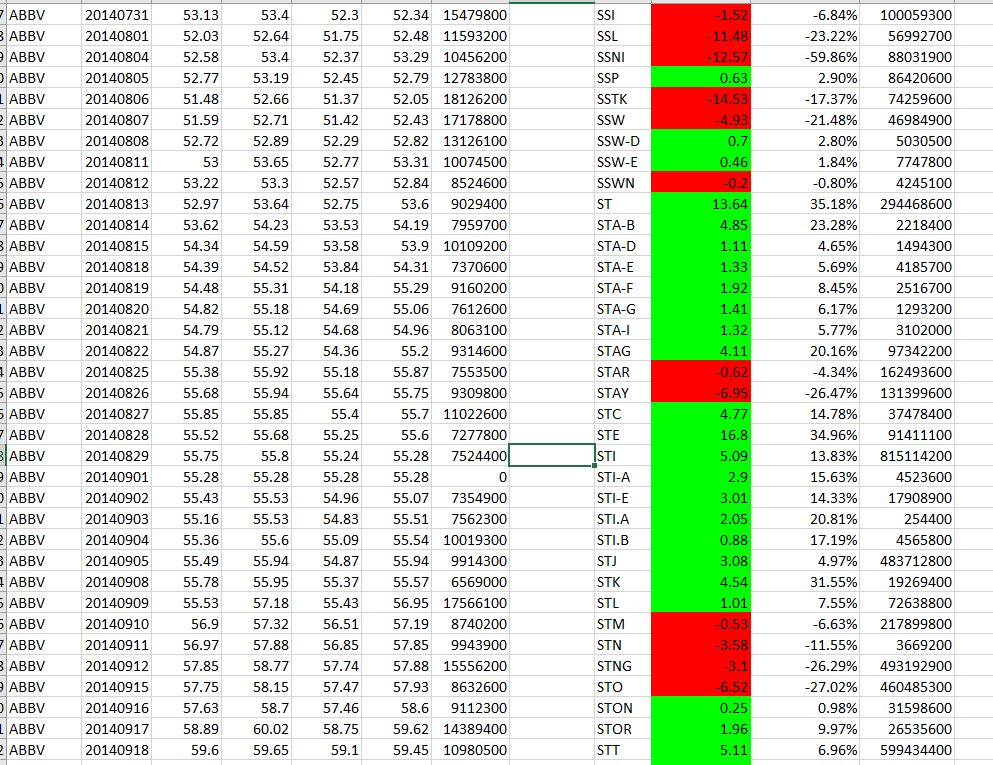 7 ABBV 20140731 53.13 53.4 52.3 52.34 15479800 SSI -1.52 -6.84% 100059300
8 ABBV 20140801 52.03 52.64 51.75 52.48 11593200 SSL -11.48 -23.22% 56992700
9 ABBV 20140804 52.58 53.4 52.37 53.29 10456200 SSNI -12.57 -59.86% 88031900
0 ABBV 20140805 52.77 53.19 52.45 52.79 12783800 SSP 0.63 2.90% 86420600
1 ABBV 20140806 51.48 52.66 51.37 52.05 18126200 SSTK -14.53 -17.37% 74259600
2 ABBV 20140807 51.59 52.71 51.42 52.43 17178800 SSW -4.93 -21.48% 46984900
3 ABBV 20140808 52.72 52.89 52.29 52.82 13126100 SSW-D 0.7 2.80% 5030500
4 ABBV 20140811 53 53.65 52.77 53.31 10074500 SSW-E 0.46 1.84% 7747800
5 ABBV 20140812 53.22 53.3 52.57 52.84 8524600 SSWN -0.2 -0.80% 4245100
6 ABBV 20140813 52.97 53.64 52.75 53.6 9029400 ST 13.64 35.18% 294468600
7 ABBV 20140814 53.62 54.23 53.53 54.19 7959700 STA-B 4.85 23.28% 2218400
8 ABBV 20140815 54.34 54.59 53.58 53.9 10109200 STA-D 1.11 4.65% 1494300
9 ABBV 20140818 54.39 54.52 53.84 54.31 7370600 STA-E 1.33 5.69% 4185700
0 ABBV 20140819 54.48 55.31 54.18 55.29 9160200 STA-F 1.92 8.45% 2516700
1 ABBV 20140820 54.82 55.18 54.69 55.06 7612600 STA-G 1.41 6.17% 1293200
2 ABBV 20140821 54.79 55.12 54.68 54.96 8063100 STA-I 1.32 5.77% 3102000
3 ABBV 20140822 54.87 55.27 54.36 55.2 9314600 STAG 4.11 20.16% 97342200
4 ABBV 20140825 55.38 55.92 55.18 55.87 7553500 STAR -0.62 -4.34% 162493600
5 ABBV 20140826 55.68 55.94 55.64 55.75 9309800 STAY -6.95 -26.47% 131399600
6 ABBV 20140827 55.85 55.85 55.4 55.7 11022600 STC 4.77 14.78% 37478400
7 ABBV 20140828 55.52 55.68 55.25 55.6 7277800 STE 16.8 34.96% 91411100
8 ABBV 20140829 55.75 55.8 55.24 55.28 7524400 STI 5.09 13.83% 815114200
9 ABBV 20140901 55.28 55.28 55.28 55.28 0 STI-A 2.9 15.63% 4523600
0 ABBV 20140902 55.43 55.53 54.96 55.07 7354900 STI-E 3.01 14.33% 17908900
1 ABBV 20140903 55.16 55.53 54.83 55.51 7562300 STI.A 2.05 20.81% 254400
2 ABBV 20140904 55.36 55.6 55.09 55.54 10019300 STI.B 0.88 17.19% 4565800
3 ABBV 20140905 55.49 55.94 54.87 55.94 9914300 STJ 3.08 4.97% 483712800
4 ABBV 20140908 55.78 55.95 55.37 55.57 6569000 STK 4.54 31.55% 19269400
5 ABBV 20140909 55.53 57.18 55.43 56.95 17566100 STL 1.01 7.55% 72638800
6 ABBV 20140910 56.9 57.32 56.51 57.19 8740200 STM -0.53 -6.63% 217899800
7 ABBV 20140911 56.97 57.88 56.85 57.85 9943900 STN -3.58 -11.55% 3669200
8 ABBV 20140912 57.85 58.77 57.74 57.88 15556200 STNG -3.1 -26.29% 493192900
9 ABBV 20140915 57.75 58.15 57.47 57.93 8632600 STO -6.52 -27.02% 460485300
0 ABBV 20140916 57.63 58.7 57.46 58.6 9112300 STON 0.25 0.98% 31598600
1 ABBV 20140917 58.89 60.02 58.75 59.62 14389400 STOR 1.96 9.97% 26535600
2 ABBV 20140918 59.6 59.65 59.1 59.45 10980500 STT 5.11 6.96% 599434400